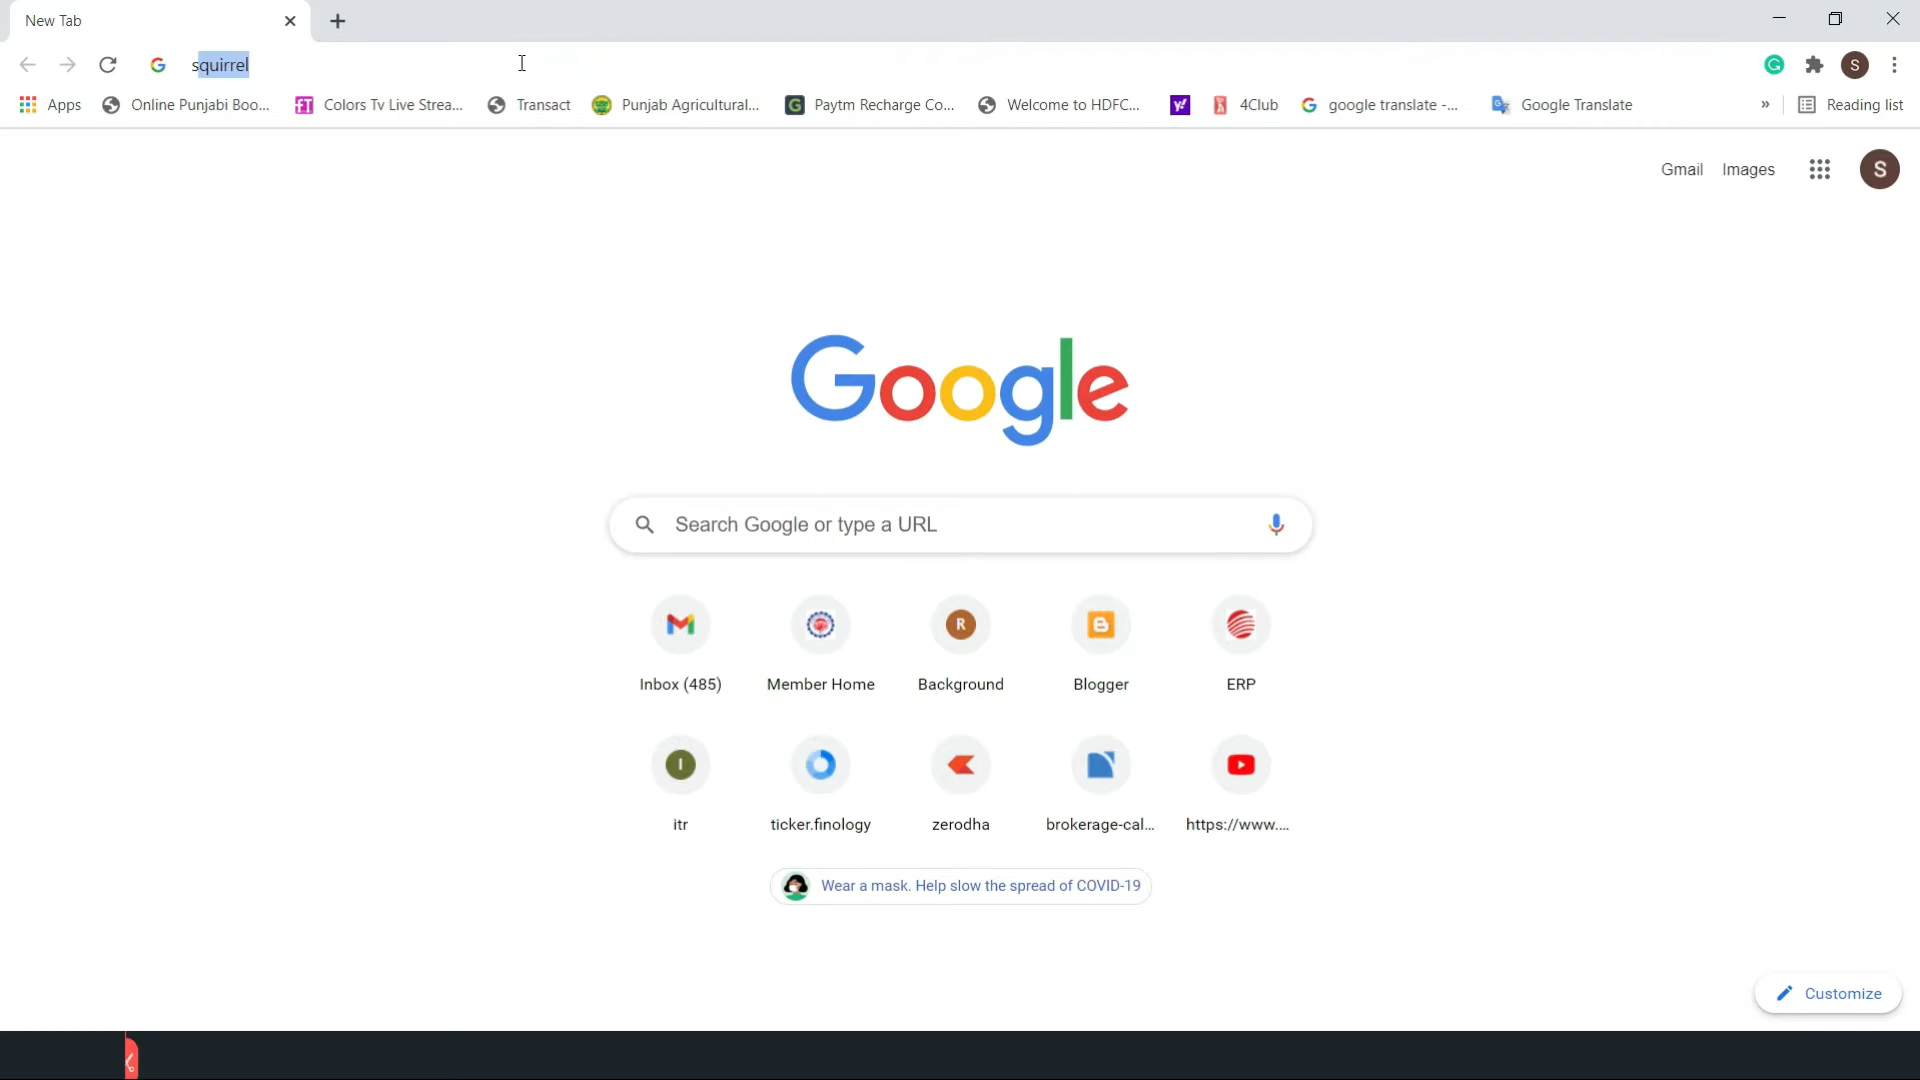 New Tab
squirrel
Apps Online Punjabi Boo... Colors Tv Live Strea... Transact Punjab Agricultural... Paytm Recharge Co... Welcome to HDFC... 4Club google translate -... Google Translate » Reading list
Gmail Images S
Google
Search Google or type a URL
Inbox (485) Member Home Background Blogger ERP
itr ticker.finology zerodha brokerage-cal... https://www....
Wear a mask. Help slow the spread of COVID-19
Customize